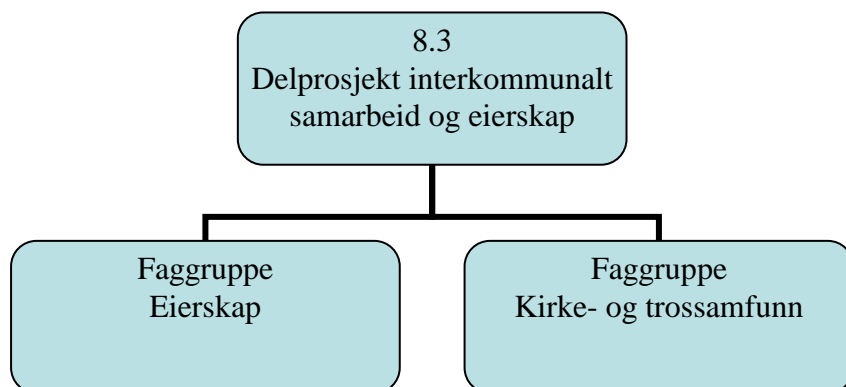 8.3
Delprosjekt interkommunalt
samarbeid og eierskap
Faggruppe
Eierskap
Faggruppe
Kirke- og trossamfunn